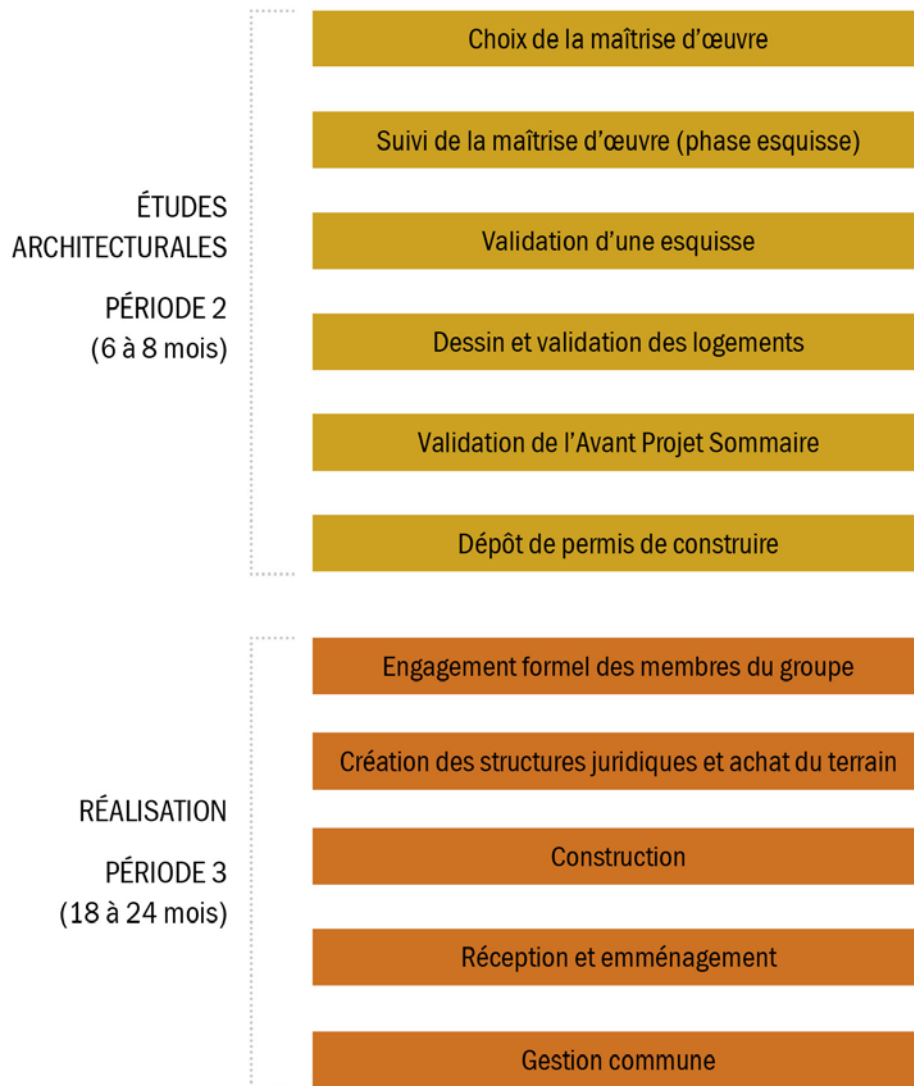 ÉTUDES
ARCHITECTURALES
PÉRIODE 2
(6 à 8 mois)
Choix de la maîtrise d’œuvre
Suivi de la maîtrise d’œuvre (phase esquisse)
Validation d’une esquisse
Dessin et validation des logements
Validation de l’Avant Projet Sommaire
Dépôt de permis de construire
RÉALISATION
PÉRIODE 3
(18 à 24 mois)
Engagement formel des membres du groupe
Création des structures juridiques et achat du terrain
Construction
Réception et emménagement
Gestion commune